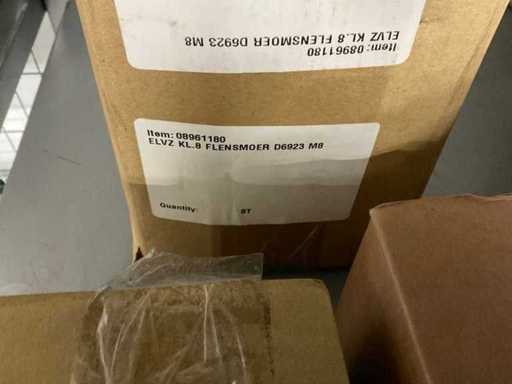 Item: 08961180
ELVZ KL.8 FLENSMOER D6923 M8
Item: 08961180
ELVZ KL.8 FLENSMOER D6923 M8
Quantity: ST